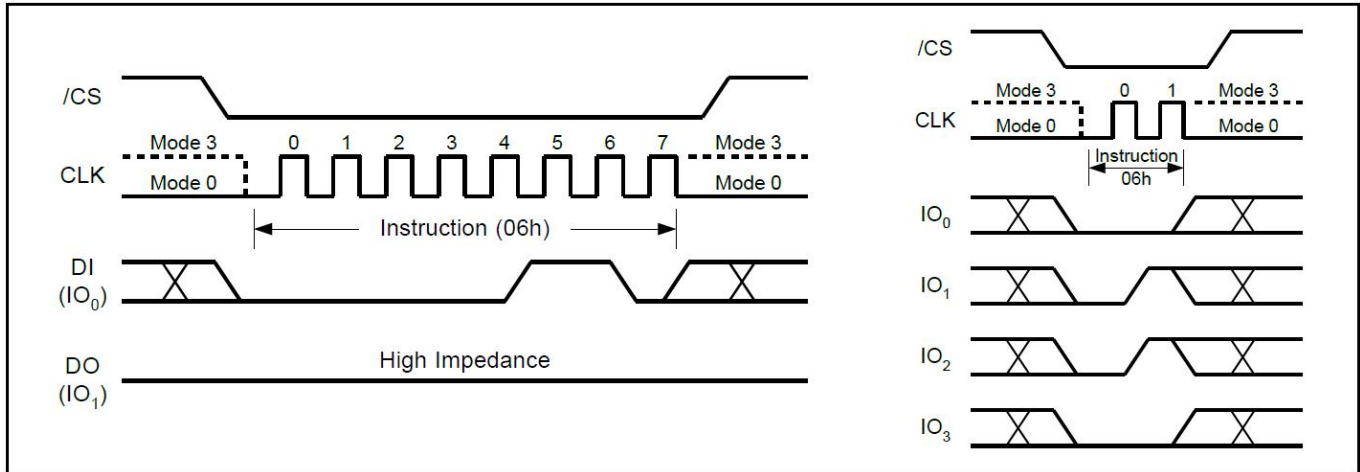 /CS
Mode 3 0 1 2 3 4 5 6 7 Mode 3
CLK
Mode 0 Mode 0
Instruction (06h)
DI
(IO0)
High Impedance
DO
(IO1)
/CS
Mode 3 0 1 Mode 3
CLK
Mode 0 Mode 0
Instruction
06h
IO0
IO1
IO2
IO3